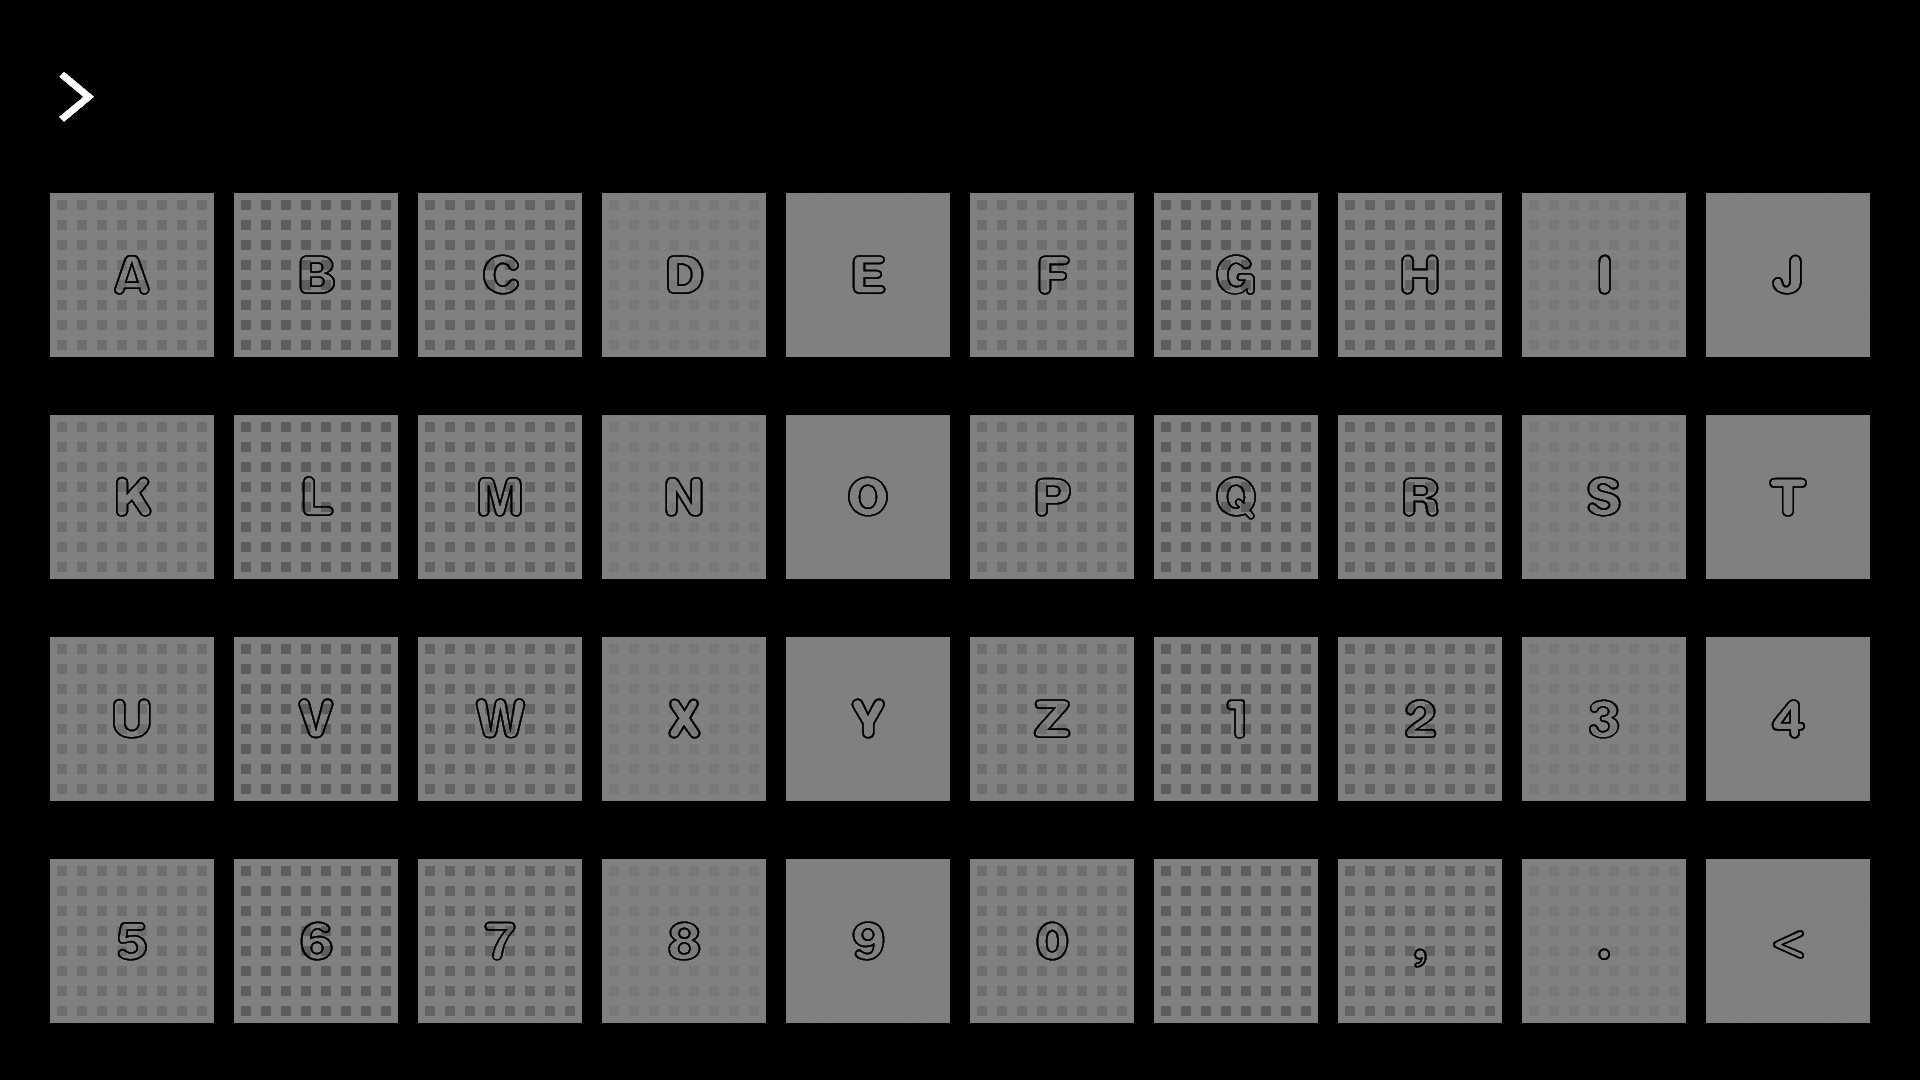 >
A B C D E F G H I J
K L M N O P Q R S T
U V W X Y Z 1 2 3 4
5 6 7 8 9 0 , . <